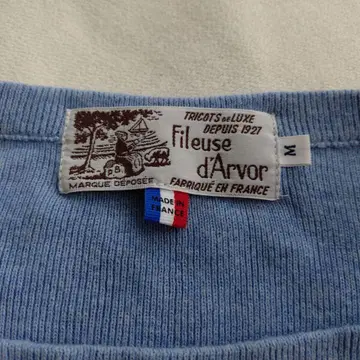 TRICOTS DE LUXE
DEPUIS 1927
Fileuse
d'Arvor
MARQUE DÉPOSÉE
FABRIQUÉ EN FRANCE
M
MADE IN
FRANCE